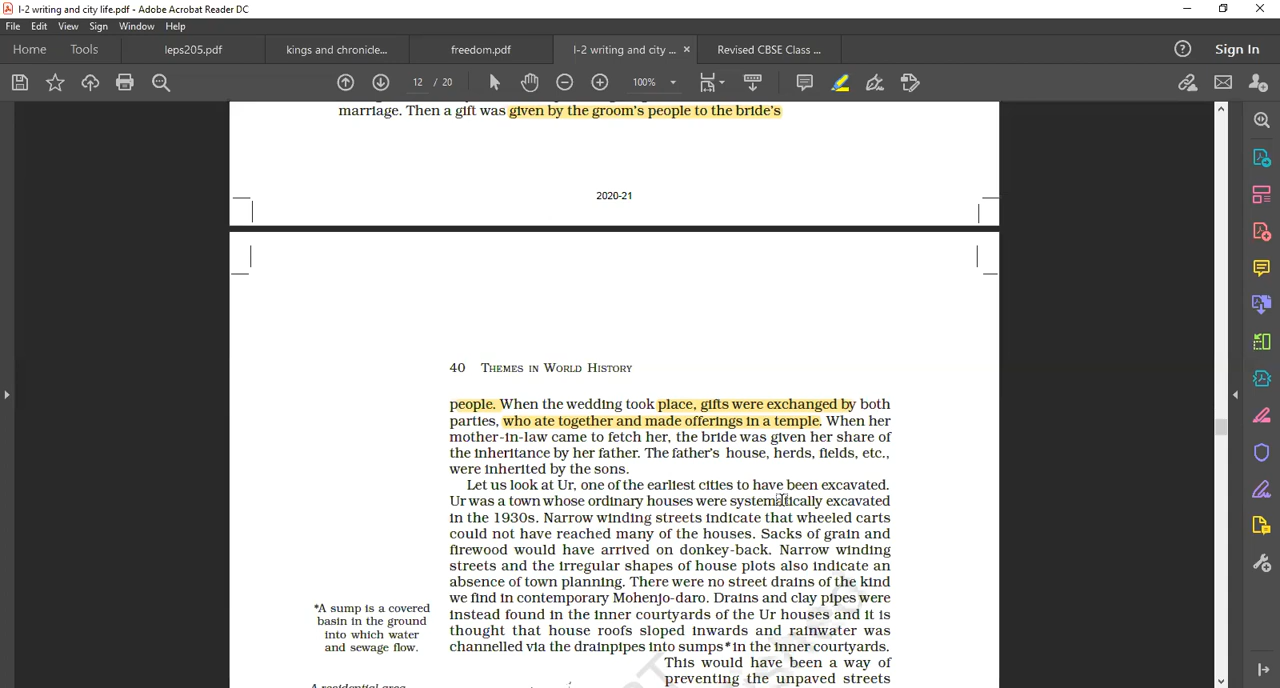 I-2 writing and city life.pdf - Adobe Acrobat Reader DC
File Edit View Sign Window Help
Home Tools leps205.pdf kings and chronicle... freedom.pdf I-2 writing and city ... × Revised CBSE Class ... Sign In
12 / 20 100%
marriage. Then a gift was given by the groom's people to the bride's
2020-21
40 THEMES IN WORLD HISTORY
people. When the wedding took place, gifts were exchanged by both
parties, who ate together and made offerings in a temple. When her
mother-in-law came to fetch her, the bride was given her share of
the inheritance by her father. The father's house, herds, fields, etc.,
were inherited by the sons.
Let us look at Ur, one of the earliest cities to have been excavated.
Ur was a town whose ordinary houses were systematically excavated
in the 1930s. Narrow winding streets indicate that wheeled carts
could not have reached many of the houses. Sacks of grain and
firewood would have arrived on donkey-back. Narrow winding
streets and the irregular shapes of house plots also indicate an
absence of town planning. There were no street drains of the kind
we find in contemporary Mohenjo-daro. Drains and clay pipes were
instead found in the inner courtyards of the Ur houses and it is
thought that house roofs sloped inwards and rainwater was
channelled via the drainpipes into sumps* in the inner courtyards.
This would have been a way of
preventing the unpaved streets
*A sump is a covered
basin in the ground
into which water
and sewage flow.
A residential area